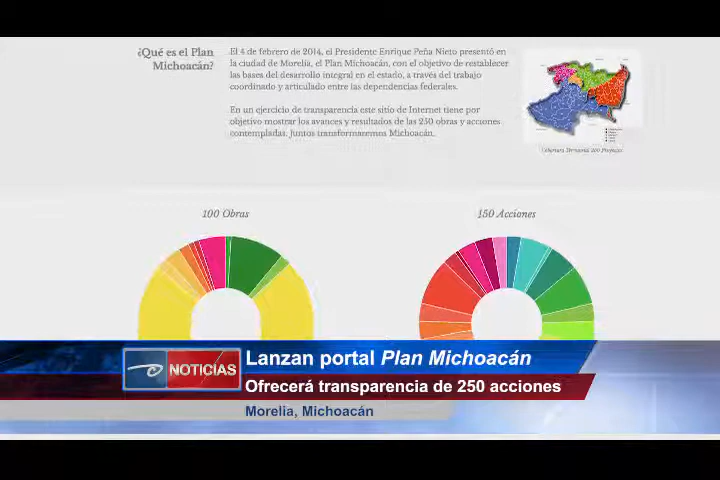 ¿Qué es el Plan
Michoacán?
El 4 de febrero de 2014, el Presidente Enrique Peña Nieto presentó en
la ciudad de Morelia, el Plan Michoacán, con el objetivo de restablecer
las bases del desarrollo integral en el estado, a través del trabajo
coordinado y articulado entre las dependencias federales.
En un ejercicio de transparencia este sitio de Internet tiene por
objetivo mostrar los avances y resultados de las 250 obras y acciones
contempladas. Juntos transformaremos Michoacán.
100 Obras
150 Acciones
NOTICIAS
Lanzan portal Plan Michoacán
Ofrecerá transparencia de 250 acciones
Morelia, Michoacán